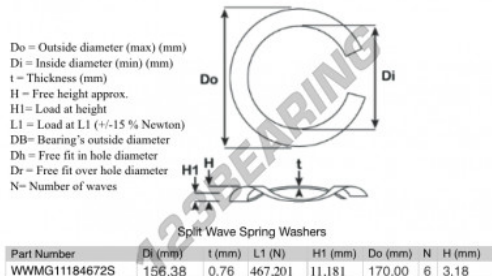 Do = Outside diameter (max) (mm)
Di = Inside diameter (min) (mm)
t = Thickness (mm)
H = Free height approx.
H1= Load at height
L1 = Load at L1 (+/-15 % Newton)
DB= Bearing's outside diameter
Dh = Free fit in hole diameter
Dr = Free fit over hole diameter
N= Number of waves
Do
Di
H1
H
t
123BEARING
Split Wave Spring Washers
Part Number Di (mm) t (mm) L1 (N) H1 (mm) Do (mm) N H (mm)
WWMG11184672S 156.38 0.76 467.201 11.181 170.00 6 3.18